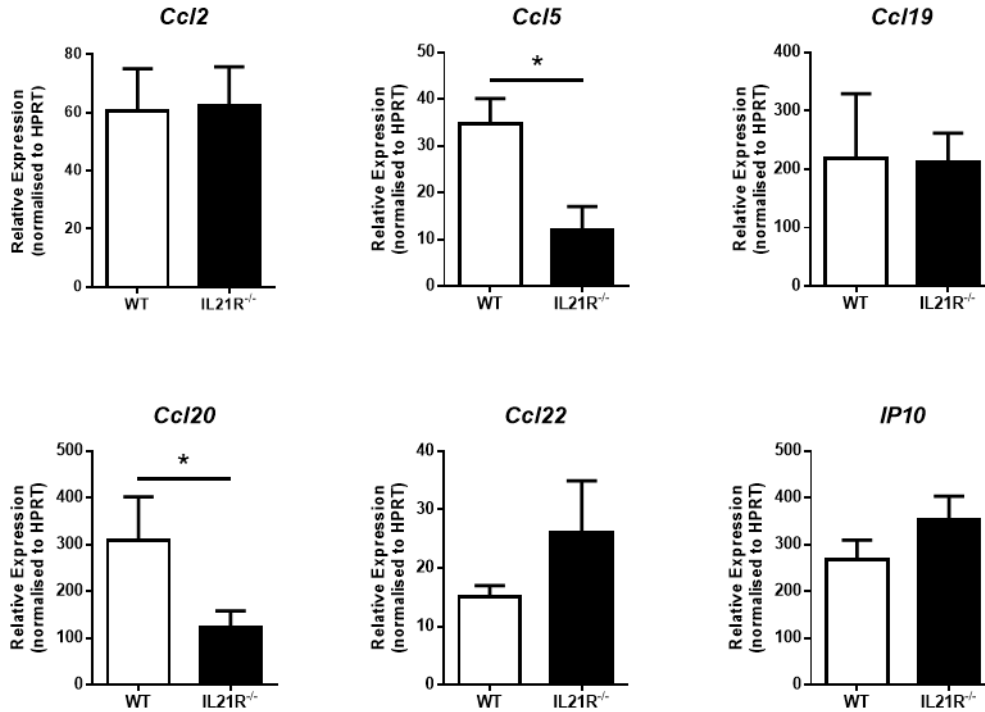 Ccl2
Relative Expression
(normalised to HPRT)
80
60
40
20
0
WT
IL21R-/-
Ccl5
Relative Expression
(normalised to HPRT)
50
40
30
20
10
0
*
WT
IL21R-/-
Ccl19
Relative Expression
(normalised to HPRT)
400
300
200
100
0
WT
IL21R-/-
Ccl20
Relative Expression
(normalised to HPRT)
500
400
300
200
100
0
*
WT
IL21R-/-
Ccl22
Relative Expression
(normalised to HPRT)
40
30
20
10
0
WT
IL21R-/-
IP10
Relative Expression
(normalised to HPRT)
500
400
300
200
100
0
WT
IL21R-/-